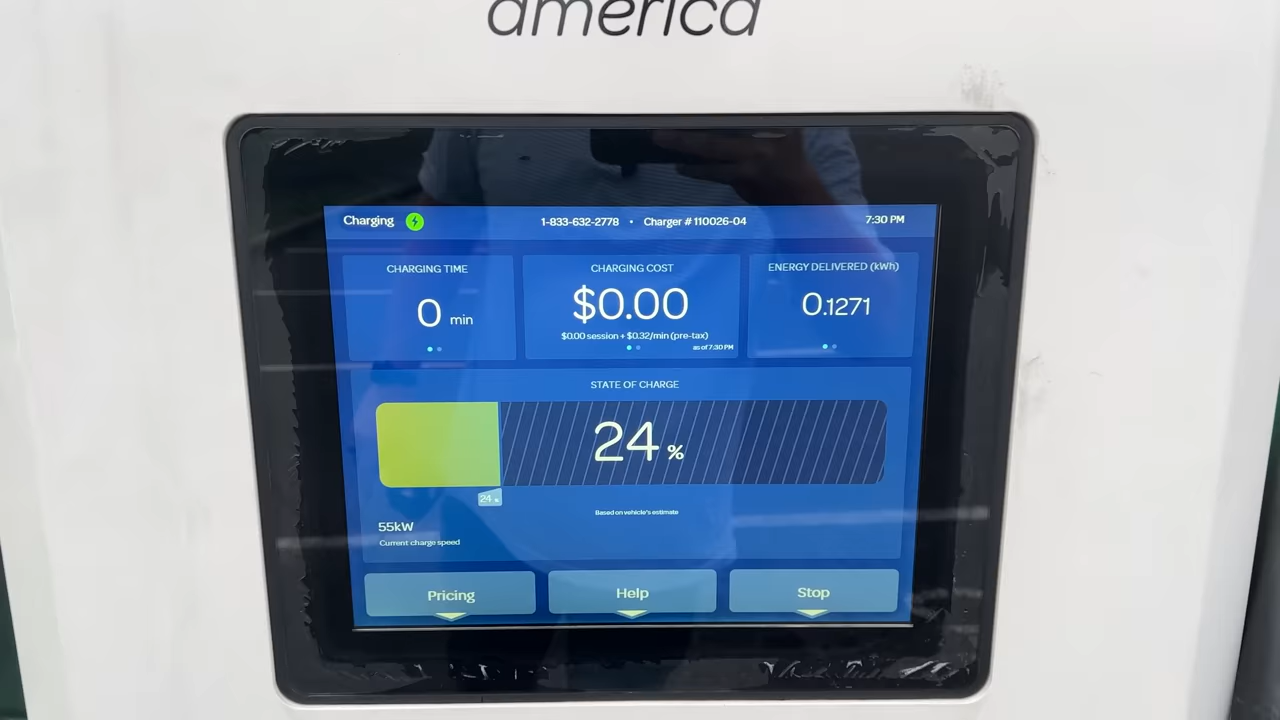 america
Charging
1-833-632-2778 • Charger # 110026-04
7:30 PM
CHARGING TIME
0 min
CHARGING COST
$0.00
$0.00 session + $0.32/min (pre-tax)
as of 7:30 PM
ENERGY DELIVERED (kWh)
0.1271
STATE OF CHARGE
24 %
24
Based on vehicle's estimate
55kW
Current charge speed
Pricing
Help
Stop